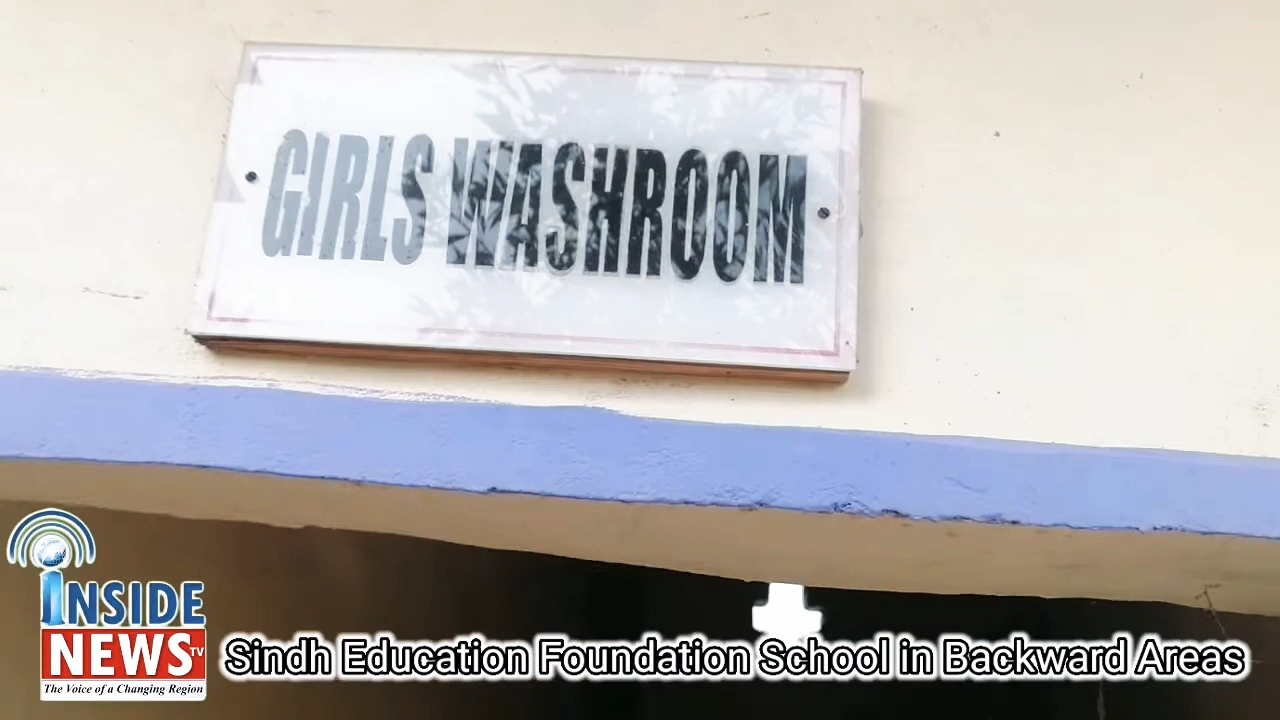 GIRLS WASHROOM
iNSIDE
NEWS TV
The Voice of a Changing Region
Sindh Education Foundation School in Backward Areas